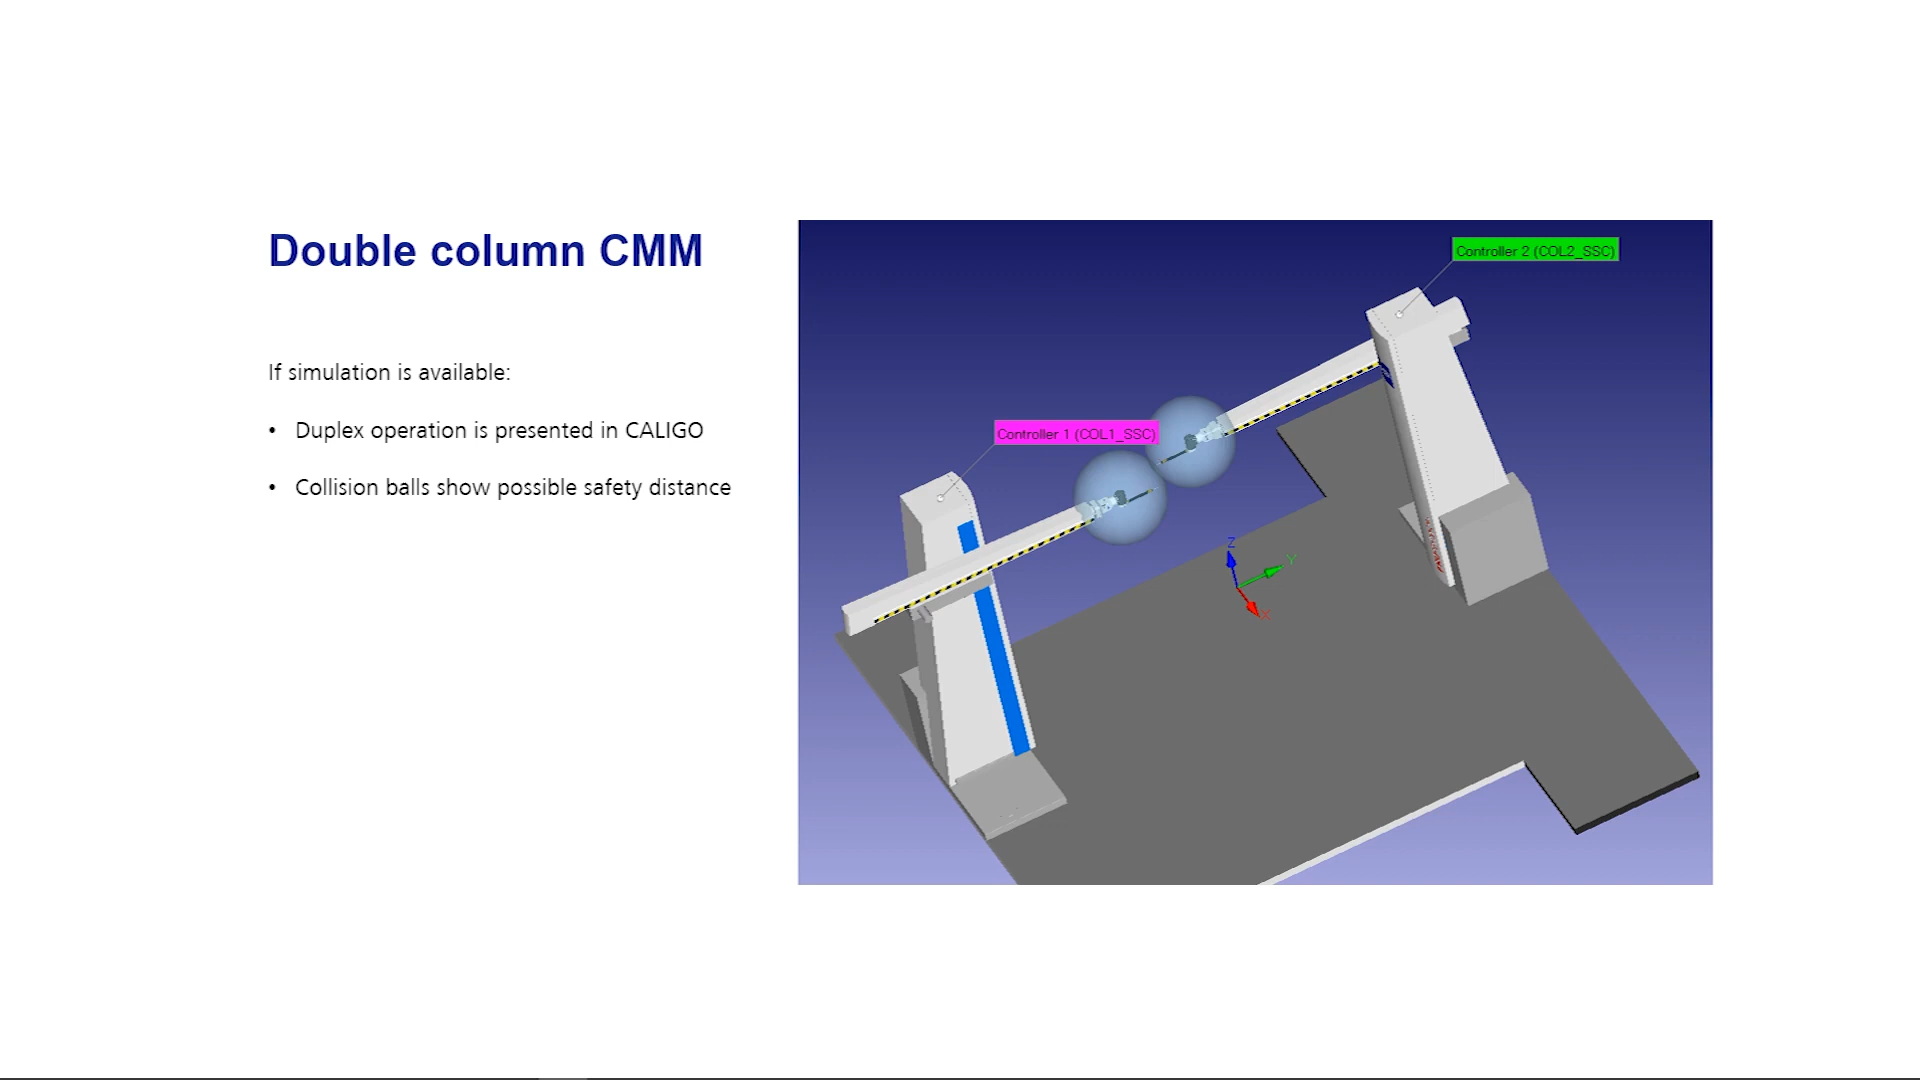 Double column CMM
If simulation is available:
• Duplex operation is presented in CALIGO
• Collision balls show possible safety distance
Controller 2 (COL2_SSC)
Controller 1 (COL1_SSC)
Z
Y
X